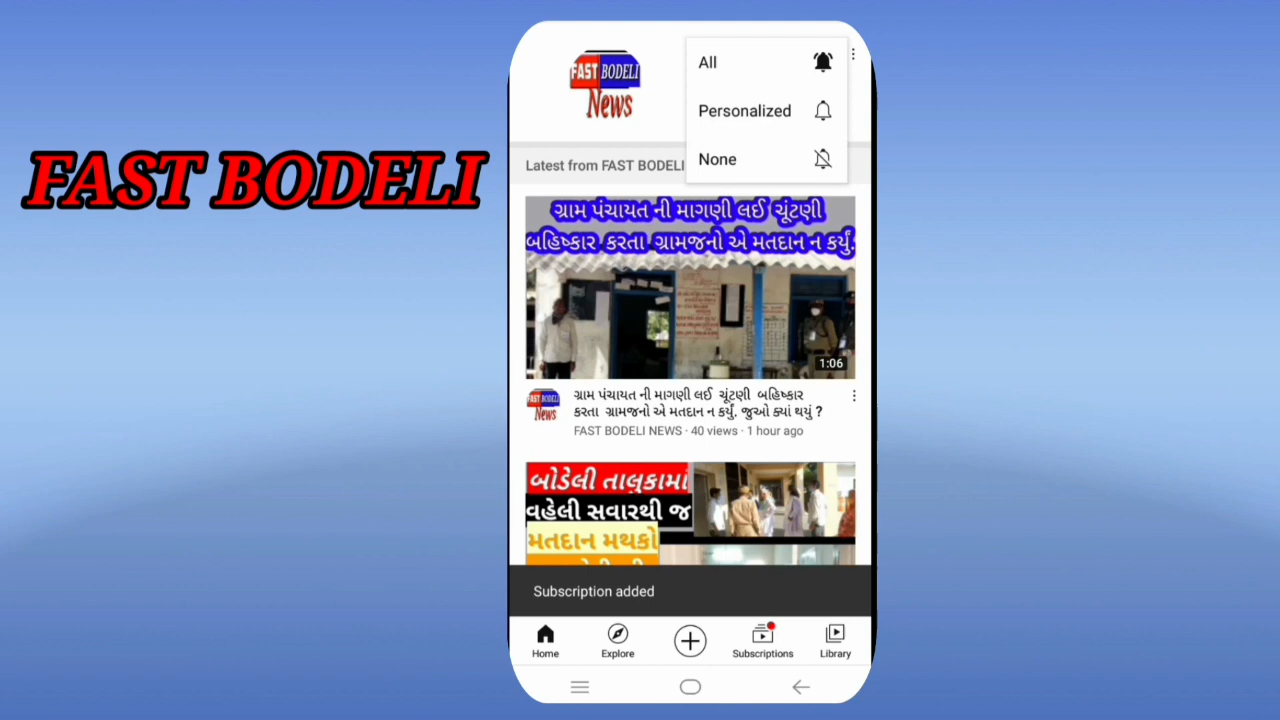 FAST BODELI
FAST BODELI
News
All
Personalized
None
Latest from FAST BODELI
ગ્રામ પંચાયત ની માગણી લઈ ચૂંટણી
બહિષ્કાર કરતા ગ્રામજનો એ મતદાન ન કર્યું.
1:06
FAST BODELI
News
ગ્રામ પંચાયત ની માગણી લઈ ચૂંટણી બહિષ્કાર
કરતા ગ્રામજનો એ મતદાન ન કર્યું. જુઓ ક્યાં થયું ?
FAST BODELI NEWS · 40 views · 1 hour ago
બોડેલી તાલુકામાં
વહેલી સવારથી જ
મતદાન મથકો
Subscription added
Home
Explore
Subscriptions
Library